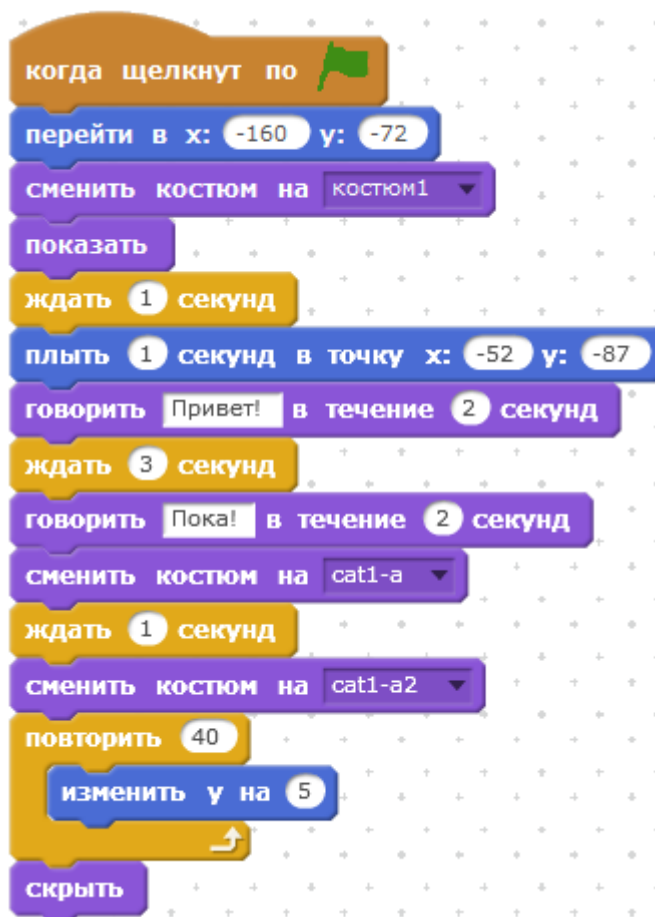 когда щелкнут по
перейти в x: -160 y: -72
сменить костюм на костюм1
показать
ждать 1 секунд
плыть 1 секунд в точку x: -52 y: -87
говорить Привет! в течение 2 секунд
ждать 3 секунд
говорить Пока! в течение 2 секунд
сменить костюм на cat1-a
ждать 1 секунд
сменить костюм на cat1-a2
повторить 40
изменить y на 5
скрыть